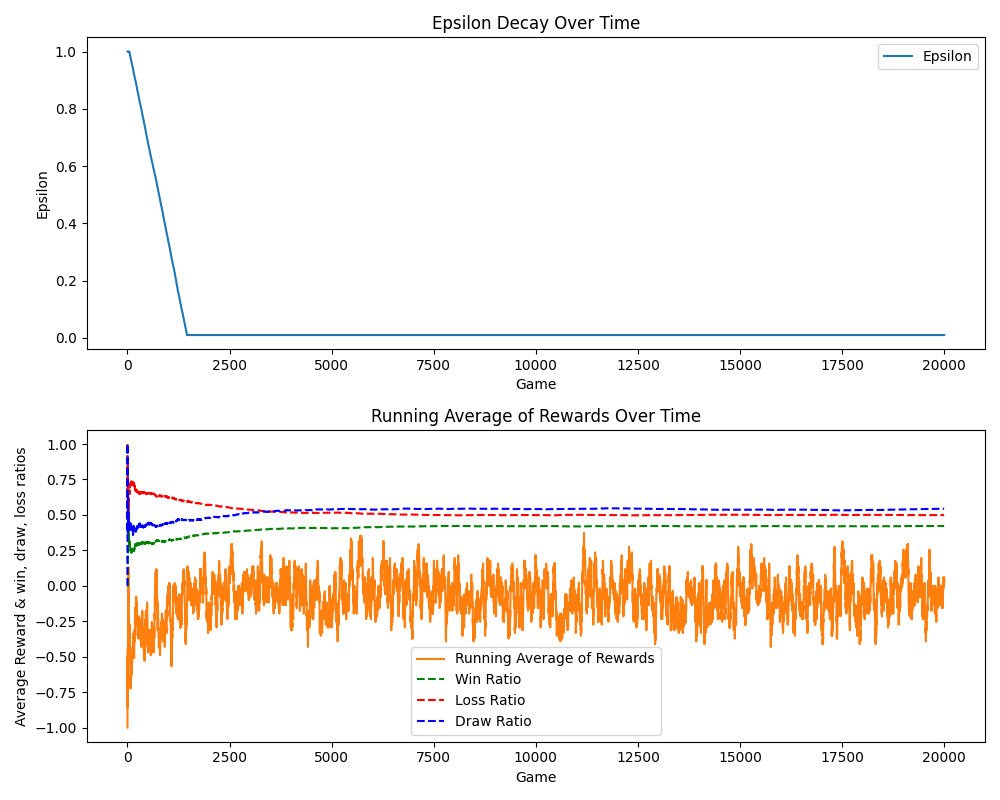 Epsilon Decay Over Time
Epsilon
1.0
0.8
0.6
0.4
0.2
0.0
Epsilon
0 2500 5000 7500 10000 12500 15000 17500 20000
Game
Running Average of Rewards Over Time
Average Reward & win, draw, loss ratios
1.00
0.75
0.50
0.25
0.00
−0.25
−0.50
−0.75
−1.00
Running Average of Rewards
Win Ratio
Loss Ratio
Draw Ratio
0 2500 5000 7500 10000 12500 15000 17500 20000
Game